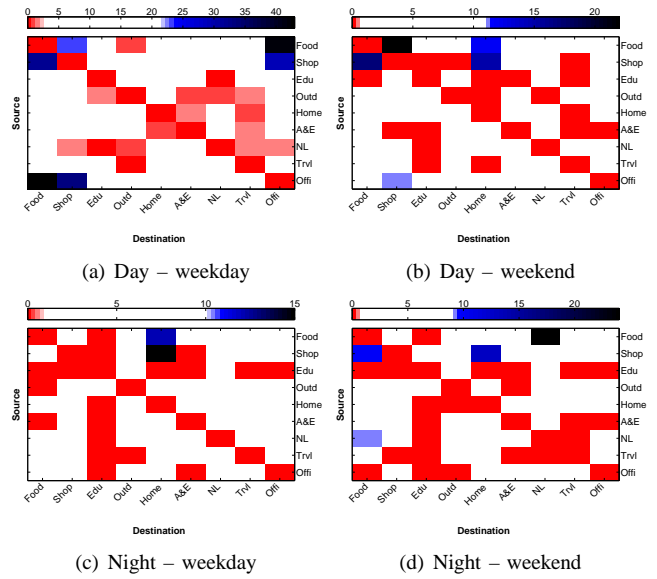 0 5 10 15 20 25 30 35 40
0 5 10 15 20
Food
Shop
Edu
Outd
Home
A&E
NL
Trvl
Offi
Source
Food Shop Edu Outd Home A&E NL Trvl Offi
Destination
Food
Shop
Edu
Outd
Home
A&E
NL
Trvl
Offi
Source
Food Shop Edu Outd Home A&E NL Trvl Offi
Destination
(a) Day – weekday
(b) Day – weekend
0 5 10 15
0 5 10 15 20
Food
Shop
Edu
Outd
Home
A&E
NL
Trvl
Offi
Source
Food Shop Edu Outd Home A&E NL Trvl Offi
Destination
Food
Shop
Edu
Outd
Home
A&E
NL
Trvl
Offi
Source
Food Shop Edu Outd Home A&E NL Trvl Offi
Destination
(c) Night – weekday
(d) Night – weekend